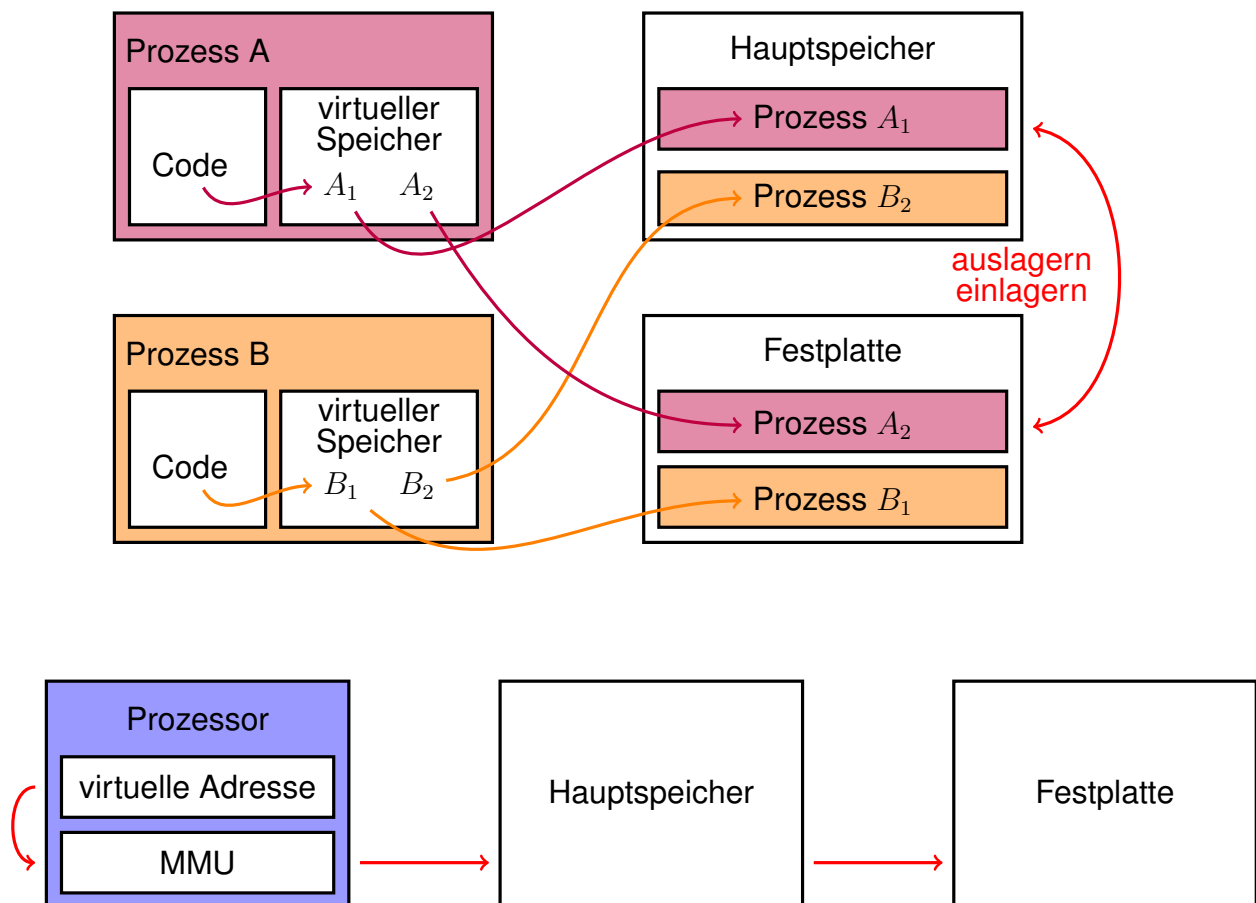 Prozess A
Code
virtueller
Speicher
A₁ A₂
Hauptspeicher
Prozess A₁
Prozess B₂
auslagern
einlagern
Prozess B
Code
virtueller
Speicher
B₁ B₂
Festplatte
Prozess A₂
Prozess B₁
Prozessor
virtuelle Adresse
MMU
Hauptspeicher
Festplatte